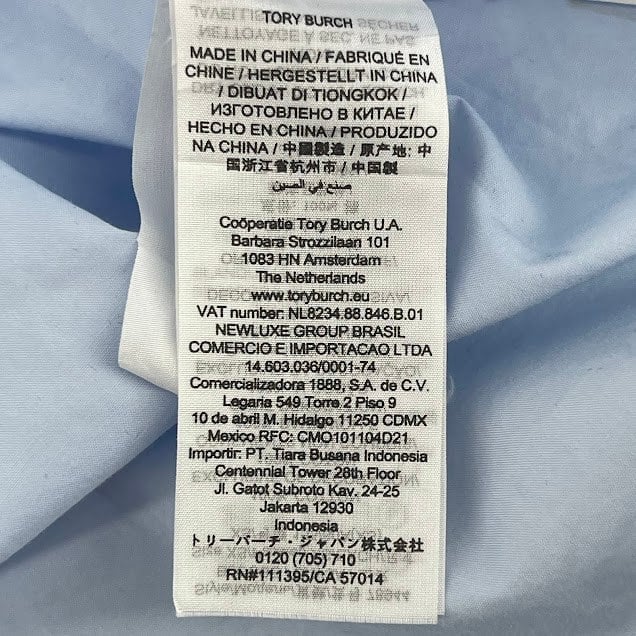 TORY BURCH
MADE IN CHINA / FABRIQUÉ EN
CHINE / HERGESTELLT IN CHINA
/ DIBUAT DI TIONGKOK /
ИЗГОТОВЛЕНО В КИТАЕ /
HECHO EN CHINA / PRODUZIDO
NA CHINA / 中國製造 / 原产地: 中
国浙江省杭州市 / 中國製
صنع في الصين
Coöperatie Tory Burch U.A.
Barbara Strozzilaan 101
1083 HN Amsterdam
The Netherlands
www.toryburch.eu
VAT number: NL8234.88.846.B.01
NEWLUXE GROUP BRASIL
COMERCIO E IMPORTACAO LTDA
14.603.036/0001-74
Comercializadora 1888, S.A. de C.V.
Legaria 549 Torre 2 Piso 9
10 de abril M. Hidalgo 11250 CDMX
Mexico RFC: CMO101104D21
Importir: PT. Tiara Busana Indonesia
Centennial Tower 28th Floor
Jl. Gatot Subroto Kav. 24-25
Jakarta 12930
Indonesia
トリーバーチ・ジャパン株式会社
0120 (705) 710
RN#111395/CA 57014